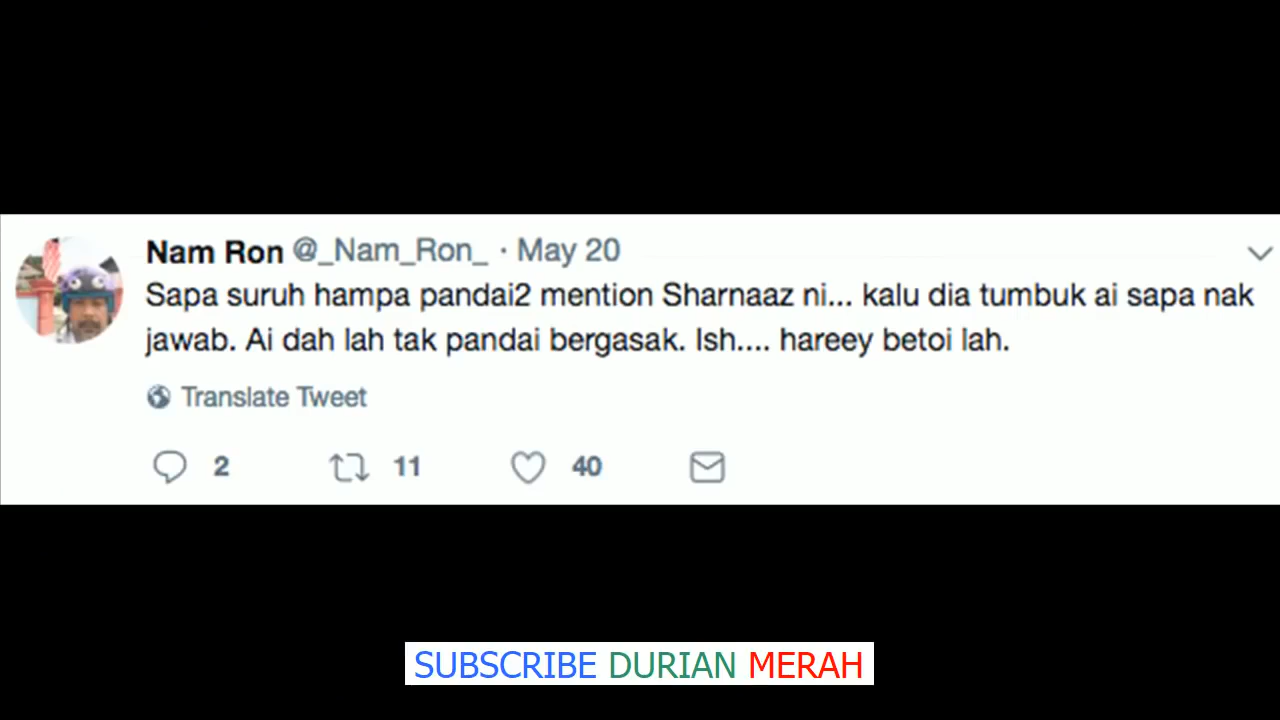 Nam Ron @_Nam_Ron_ · May 20
Sapa suruh hampa pandai2 mention Sharnaaz ni... kalu dia tumbuk ai sapa nak
jawab. Ai dah lah tak pandai bergasak. Ish.... hareey betoi lah.
Translate Tweet
2 11 40
SUBSCRIBE DURIAN MERAH